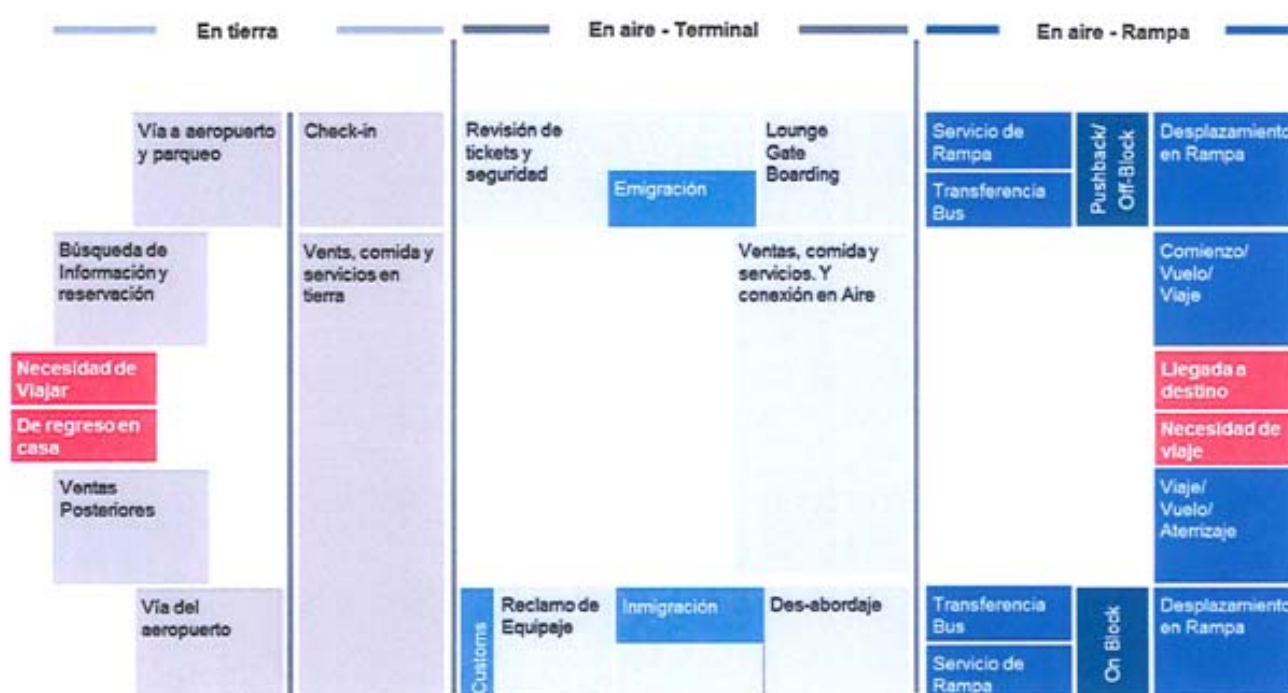 En tierra
En aire - Terminal
En aire - Rampa
Vía a aeropuerto
y parqueo
Check-in
Revisión de
tickets y
seguridad
Emigración
Lounge
Gate
Boarding
Servicio de
Rampa
Transferencia
Bus
Pushback/
Off-Block
Desplazamiento
en Rampa
Búsqueda de
Información y
reservación
Vents, comida y
servicios en
tierra
Ventas, comida y
servicios. Y
conexión en Aire
Comienzo/
Vuelo/
Viaje
Necesidad de
Viajar
De regreso en
casa
Llegada a
destino
Necesidad de
viaje
Ventas
Posteriores
Viaje/
Vuelo/
Aterrizaje
Vía del
aeropuerto
Customs
Reclamo de
Equipaje
Inmigración
Des-abordaje
Transferencia
Bus
Servicio de
Rampa
On Block
Desplazamiento
en Rampa